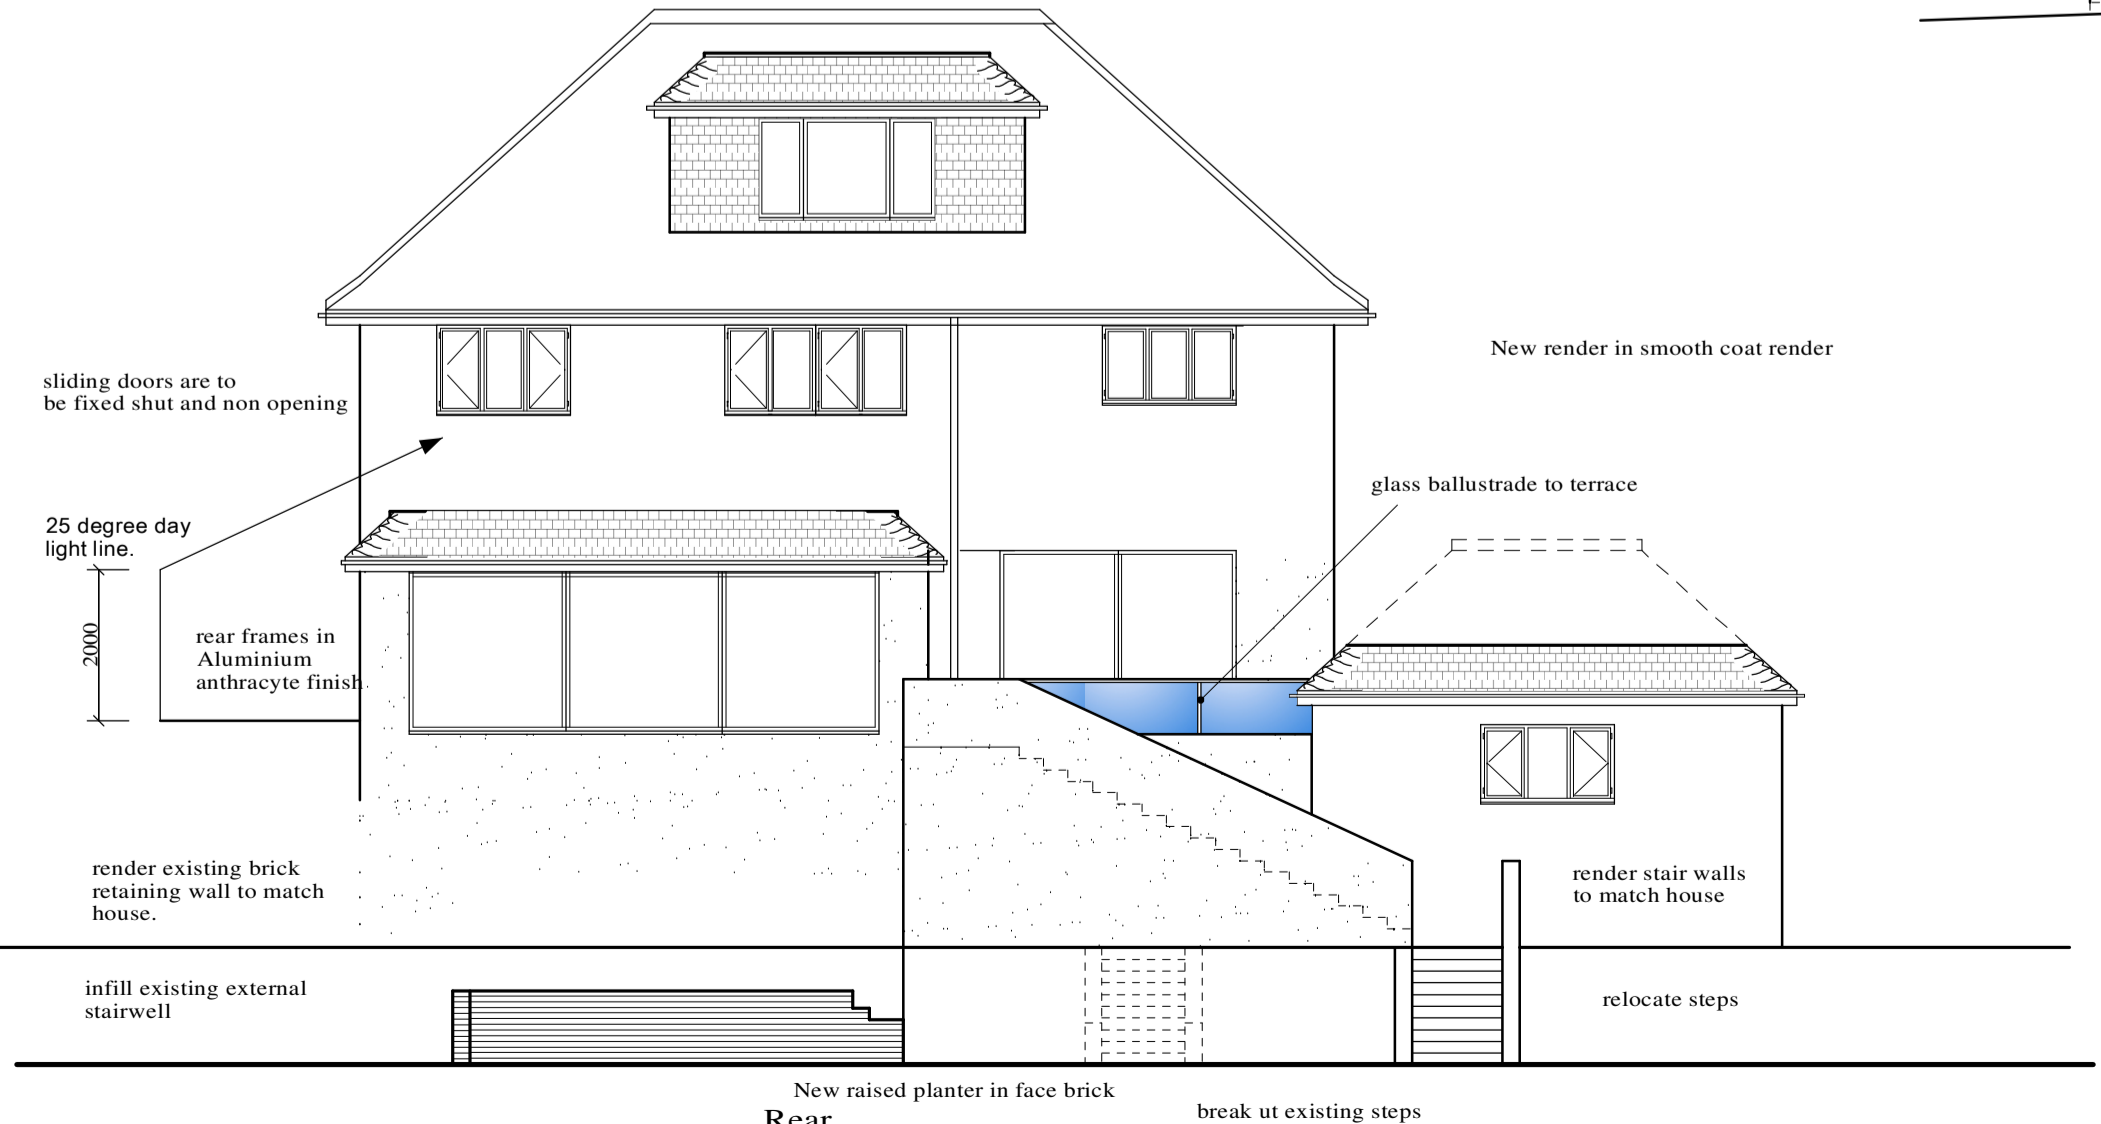 New render in smooth coat render
sliding doors are to
be fixed shut and non opening
glass ballustrade to terrace
25 degree day
light line.
2000
rear frames in
Aluminium
anthracyte finish
render existing brick
retaining wall to match
house.
render stair walls
to match house
infill existing external
stairwell
relocate steps
New raised planter in face brick
Rear
break ut existing steps